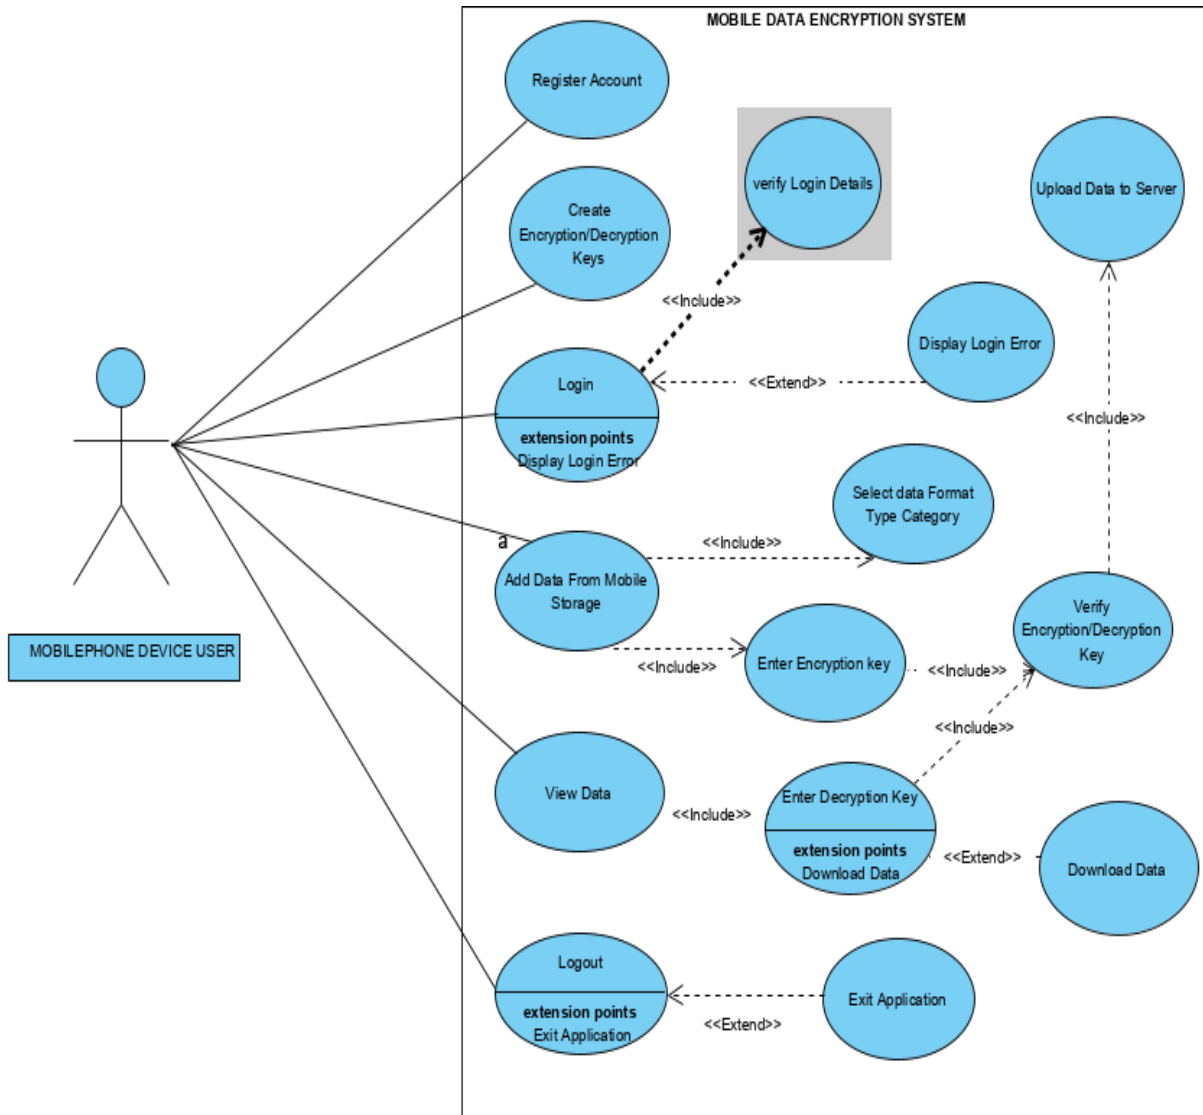 MOBILE DATA ENCRYPTION SYSTEM
Register Account
verify Login Details
Upload Data to Server
Create
Encryption/Decryption
Keys
<<Include>>
Display Login Error
Login
<<Extend>>
extension points
Display Login Error
<<Include>>
Select data Format
Type Category
a
<<Include>>
Add Data From Mobile
Storage
Verify
Encryption/Decryption
Key
MOBILEPHONE DEVICE USER
<<Include>>
Enter Encryption key
<<Include>>
<<Include>>
View Data
<<Include>>
Enter Decryption Key
extension points
Download Data
<<Extend>>
Download Data
Logout
extension points
Exit Application
<<Extend>>
Exit Application